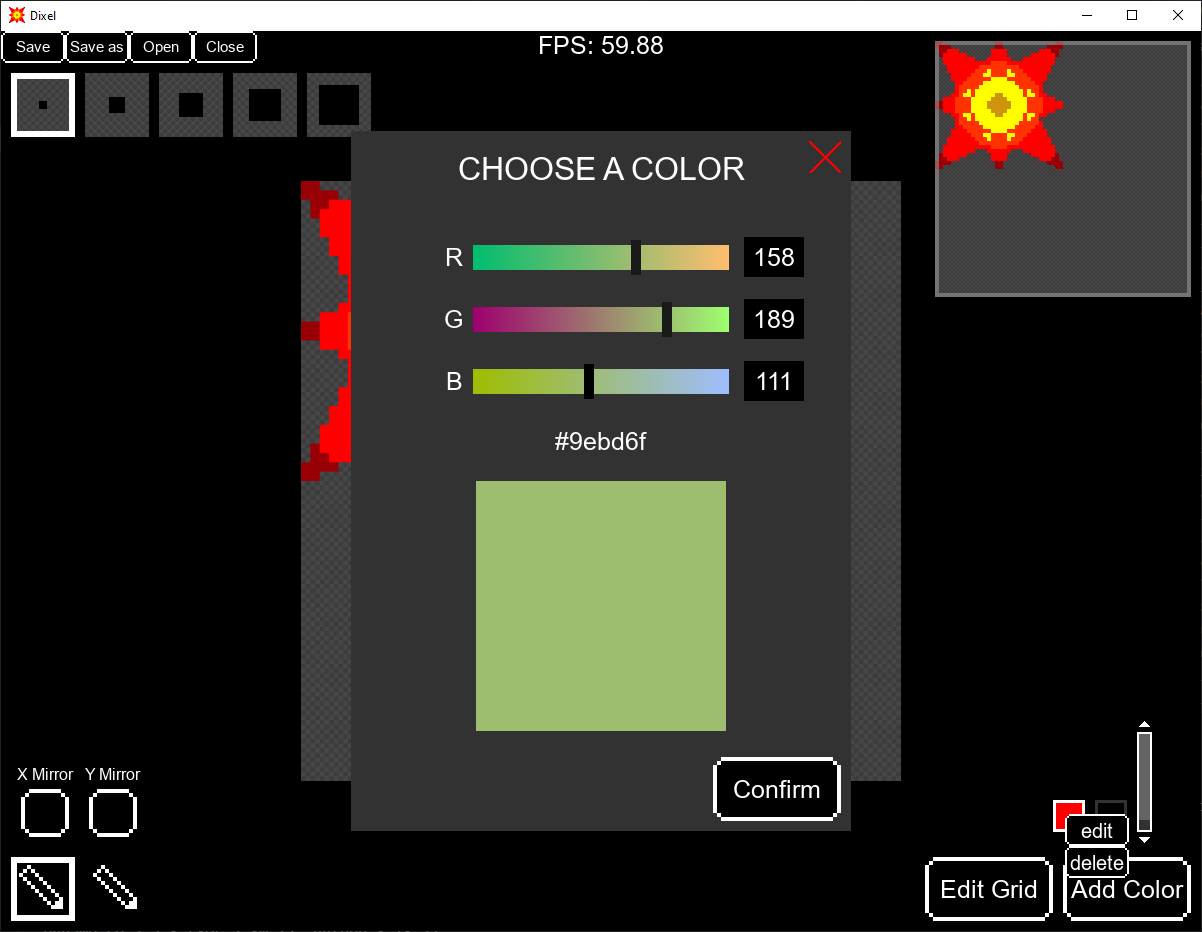 Dixel
Save
Save as
Open
Close
FPS: 59.88
CHOOSE A COLOR
R
158
G
189
B
111
#9ebd6f
Confirm
X Mirror
Y Mirror
edit
delete
Edit Grid
Add Color